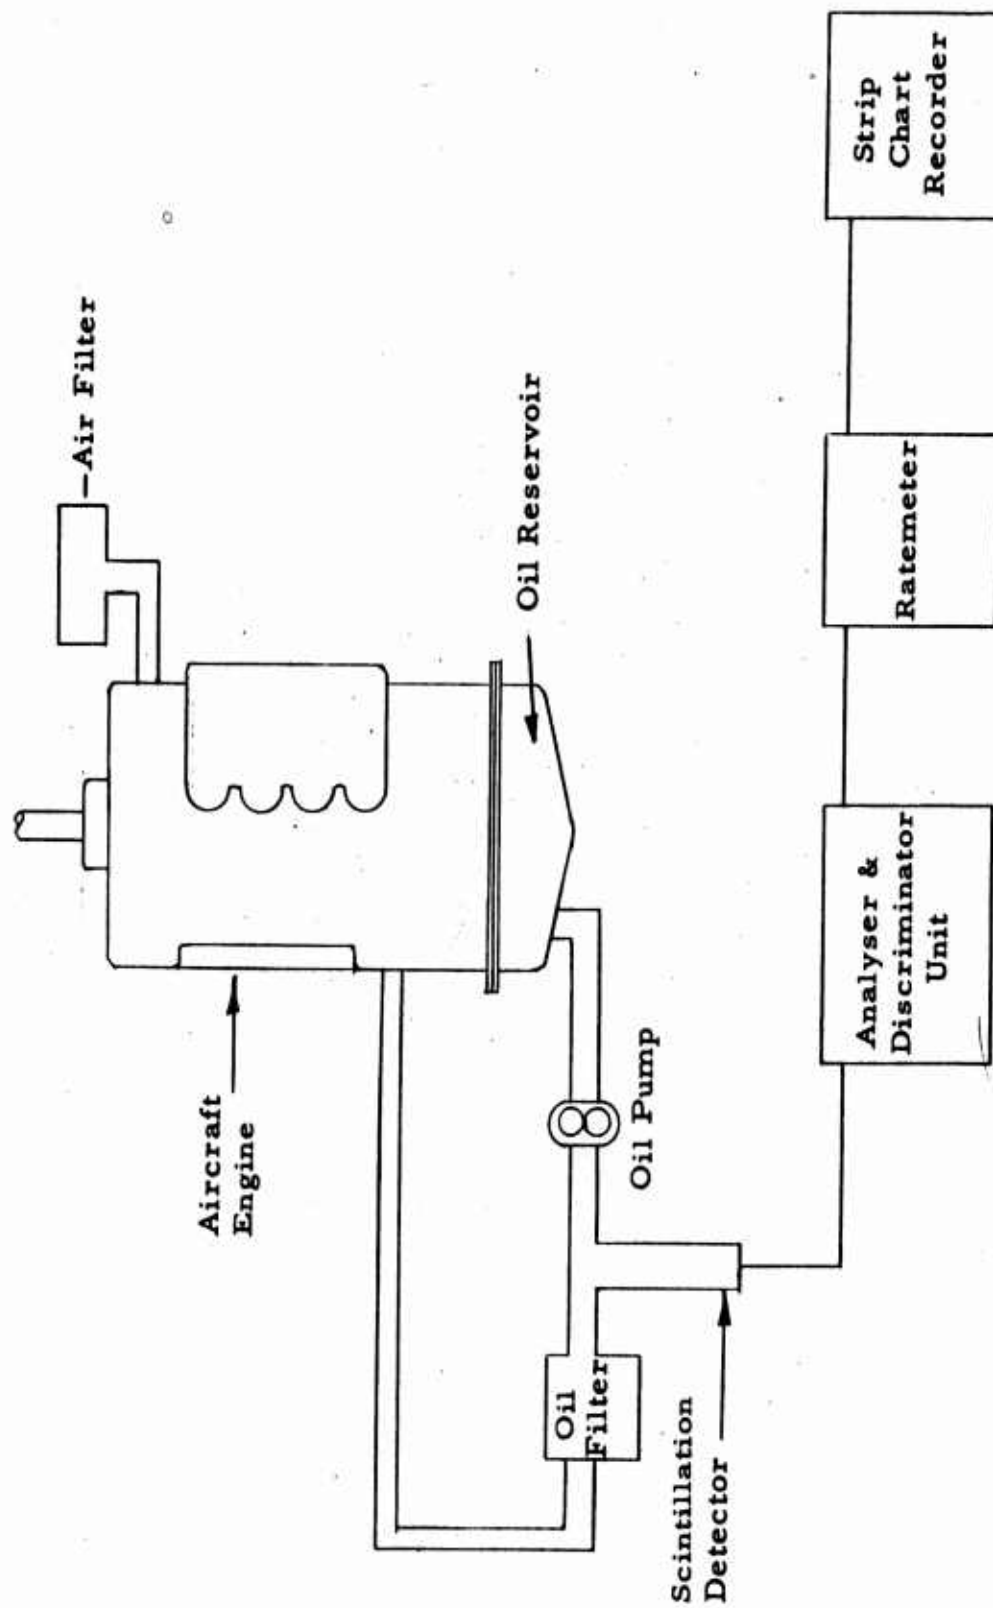 Air Filter
Aircraft
Engine
Oil Reservoir
Oil Pump
Oil
Filter
Scintillation
Detector
Analyser &
Discriminator
Unit
Ratemeter
Strip
Chart
Recorder